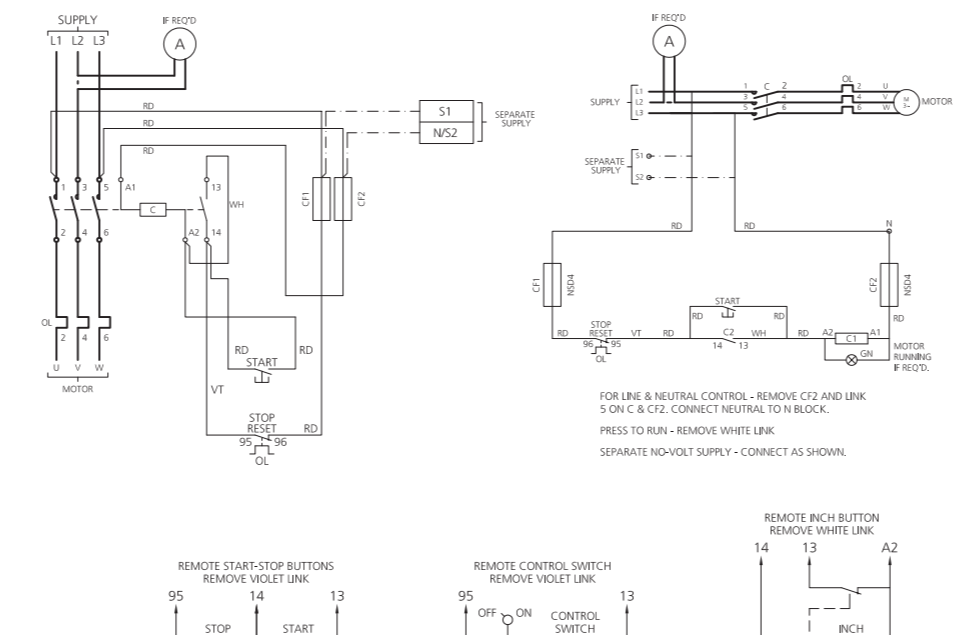 SUPPLY
L1 L2 L3
IF REQ'D
A
RD
RD
RD
S1
N/S2
SEPARATE
SUPPLY
1 3 5 A1 13
C
WH
CF1
CF2
2 4 6 A2 14
OL
2 4 6
U V W
MOTOR
RD
RD
START
VT
STOP
RESET
RD
95 96
OL
IF REQ'D
A
SUPPLY
L1
L2
L3
1 C 2
3 4
5 6
OL
2 U
4 V
6 W
M
3~
MOTOR
SEPARATE
SUPPLY
S1
S2
RD
RD
N
CF1
NSD4
CF2
NSD4
START
RD
RD
RD
RD
STOP
RESET
96 95
OL
VT
RD
C2
14 13
WH
RD
A2
C1
A1
GN
MOTOR
RUNNING
IF REQ'D.
FOR LINE & NEUTRAL CONTROL - REMOVE CF2 AND LINK
5 ON C & CF2. CONNECT NEUTRAL TO N BLOCK.
PRESS TO RUN - REMOVE WHITE LINK
SEPARATE NO-VOLT SUPPLY - CONNECT AS SHOWN.
REMOTE START-STOP BUTTONS
REMOVE VIOLET LINK
95 14 13
STOP START
REMOTE CONTROL SWITCH
REMOVE VIOLET LINK
95 13
OFF ON
CONTROL
SWITCH
REMOTE INCH BUTTON
REMOVE WHITE LINK
14 13 A2
INCH